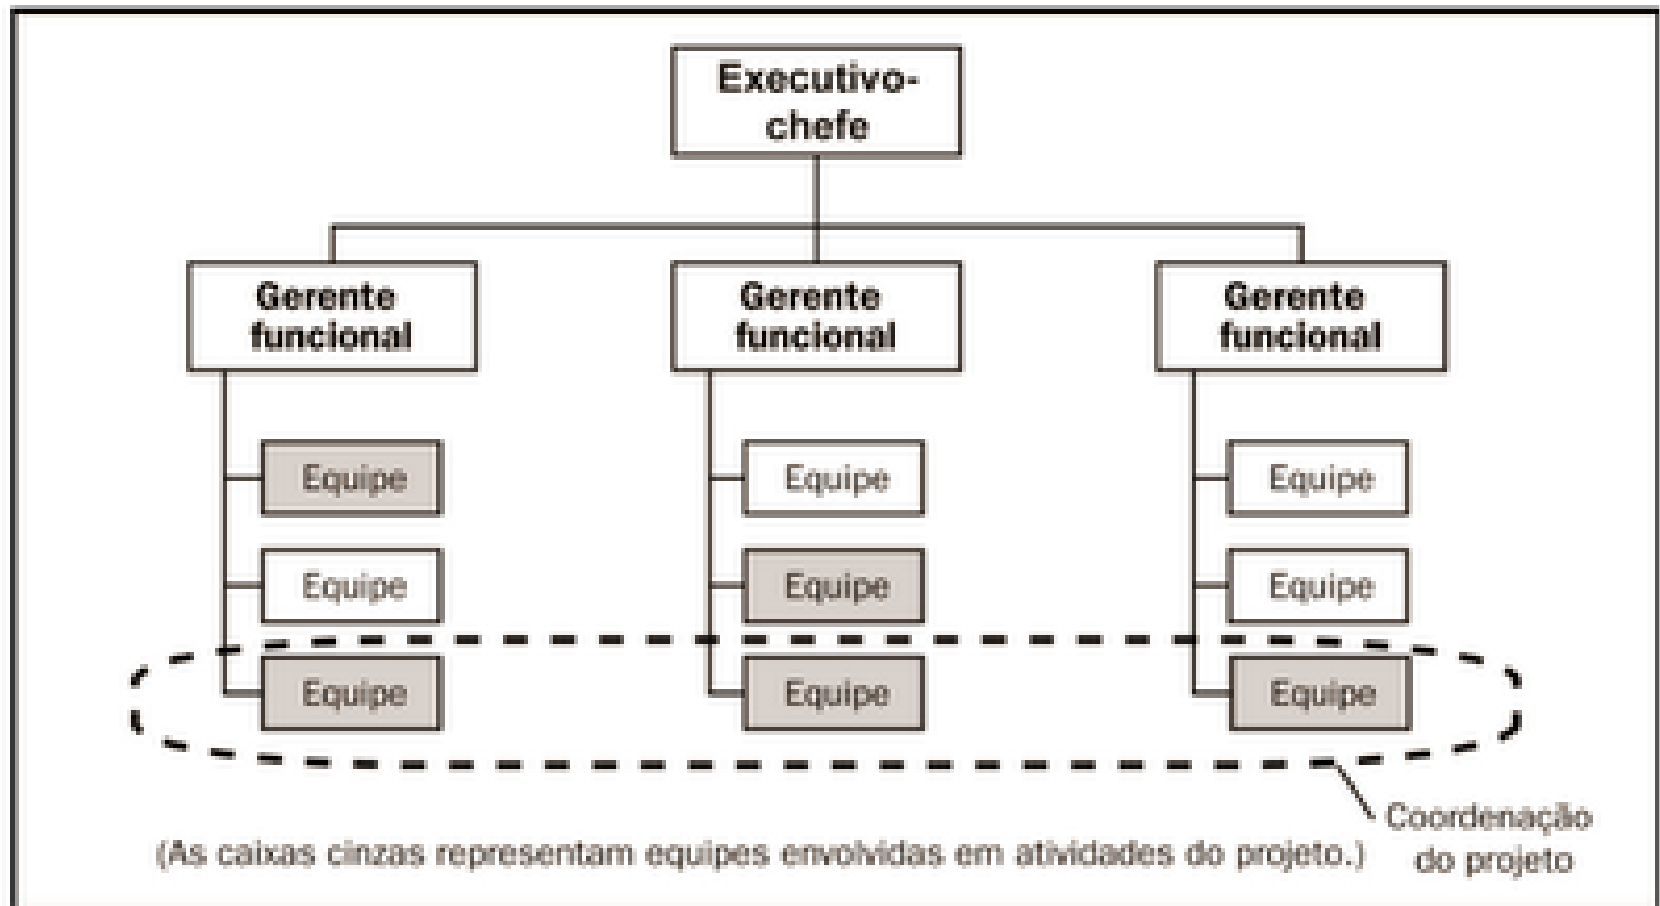 Executivo-
chefe
Gerente
funcional
Gerente
funcional
Gerente
funcional
Equipe
Equipe
Equipe
Equipe
Equipe
Equipe
Equipe
Equipe
Equipe
Coordenação
do projeto
(As caixas cinzas representam equipes envolvidas em atividades do projeto.)